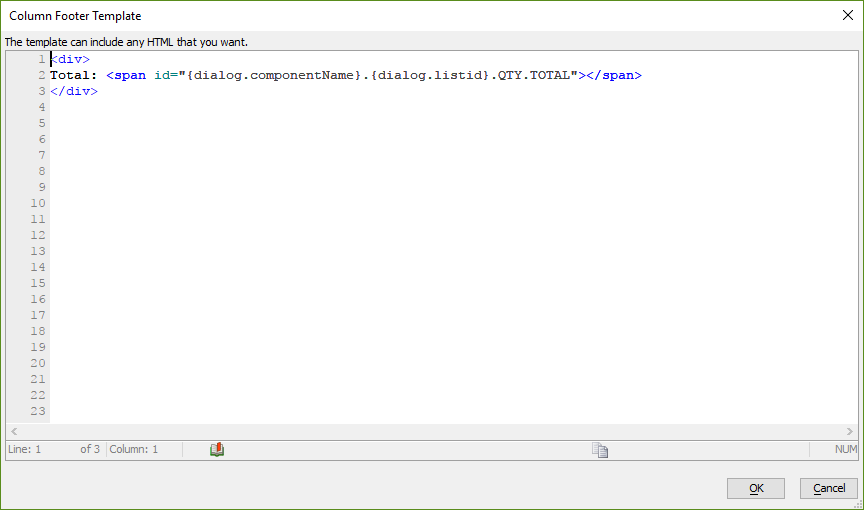 Column Footer Template
The template can include any HTML that you want.
1 <div>
2 Total: <span id="{dialog.componentName}.{dialog.listid}.QTY.TOTAL"></span>
3 </div>
4
5
6
7
8
9
10
11
12
13
14
15
16
17
18
19
20
21
22
23
Line: 1 of 3 Column: 1 NUM
OK Cancel